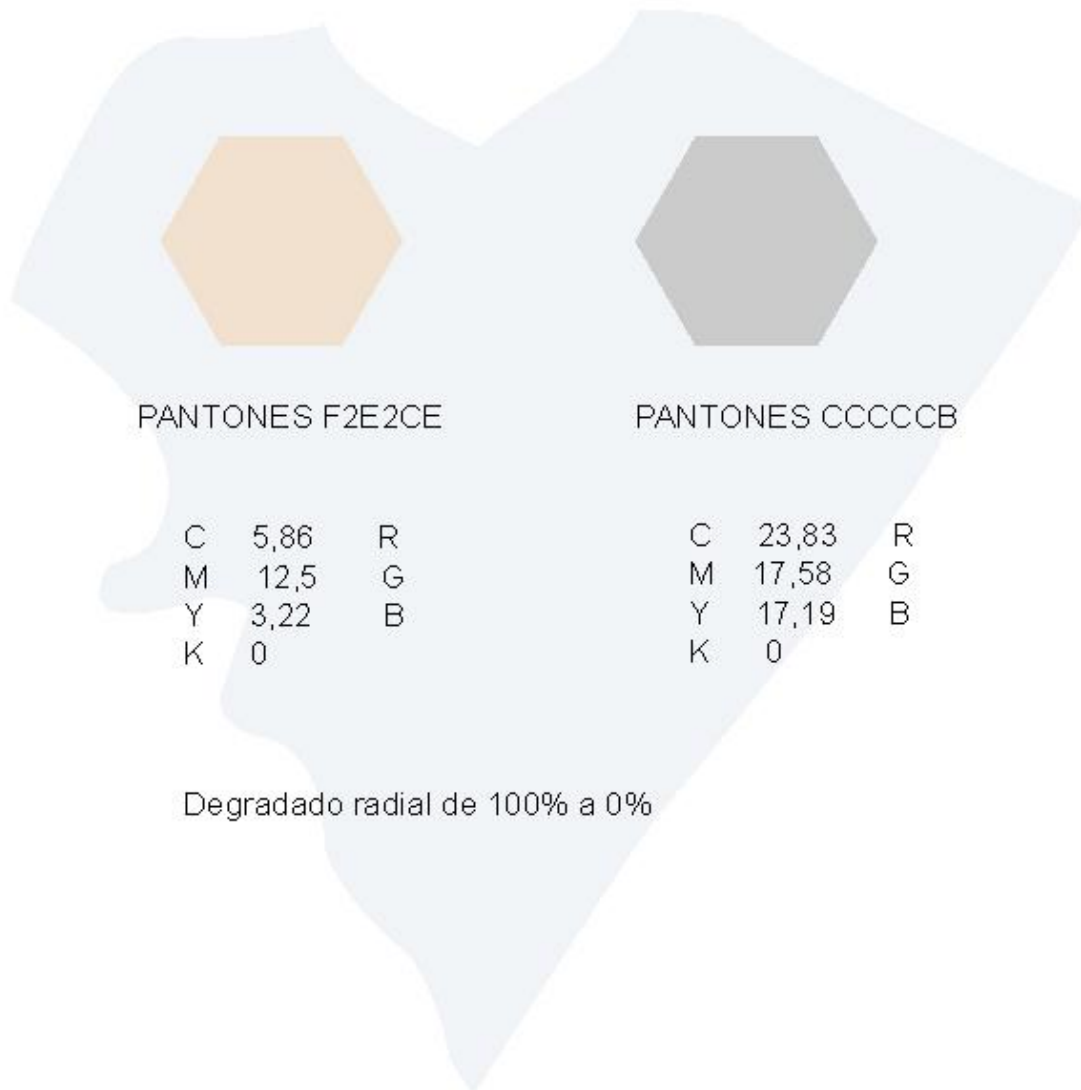 PANTONES F2E2CE PANTONES CCCCCB
C 5,86 R C 23,83 R
M 12,5 G M 17,58 G
Y 3,22 B Y 17,19 B
K 0 K 0
Degradado radial de 100% a 0%